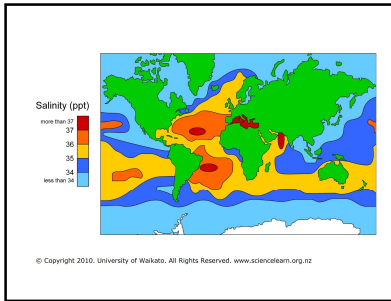 Salinity (ppt)
more than 37
37
36
35
34
less than 34
© Copyright 2010. University of Waikato. All Rights Reserved. www.sciencelearn.org.nz